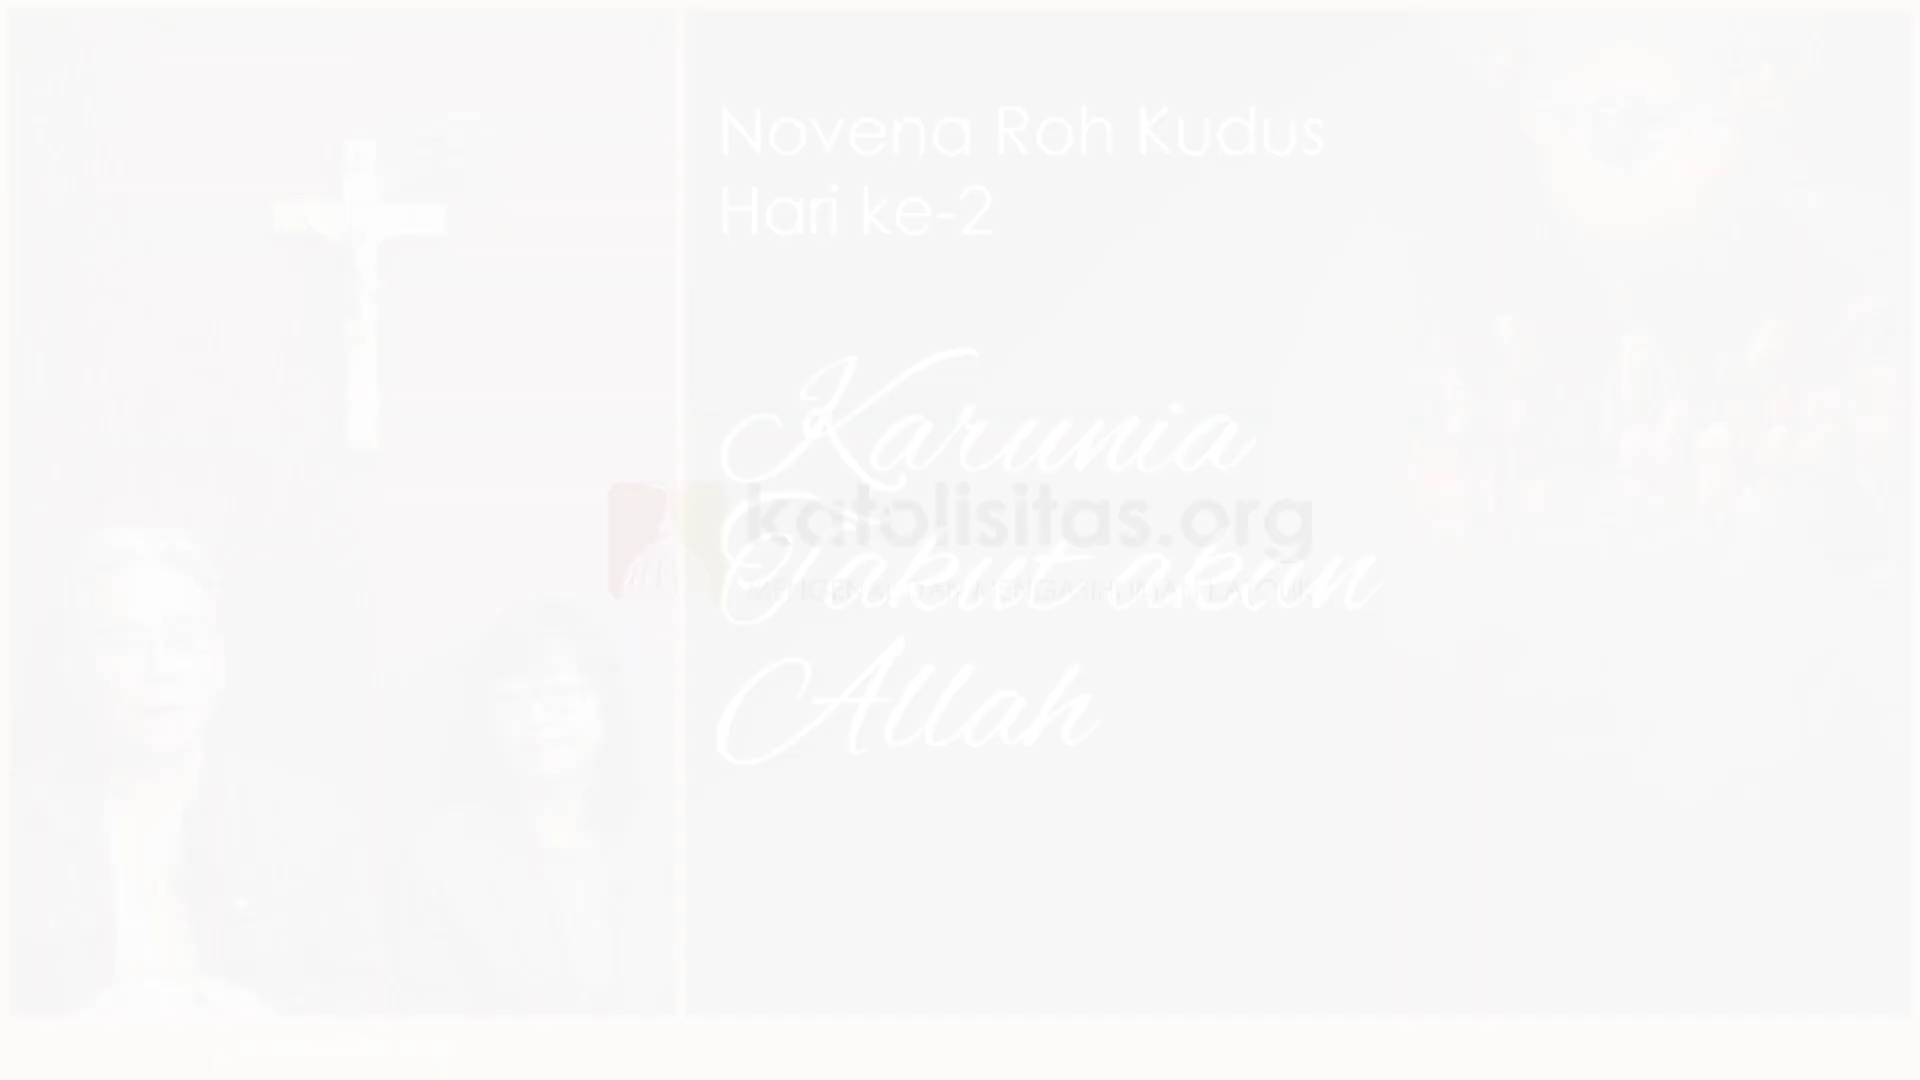 Novena Roh Kudus
Hari ke-2
Karunia
katolisitas.org
Takut akan
Allah